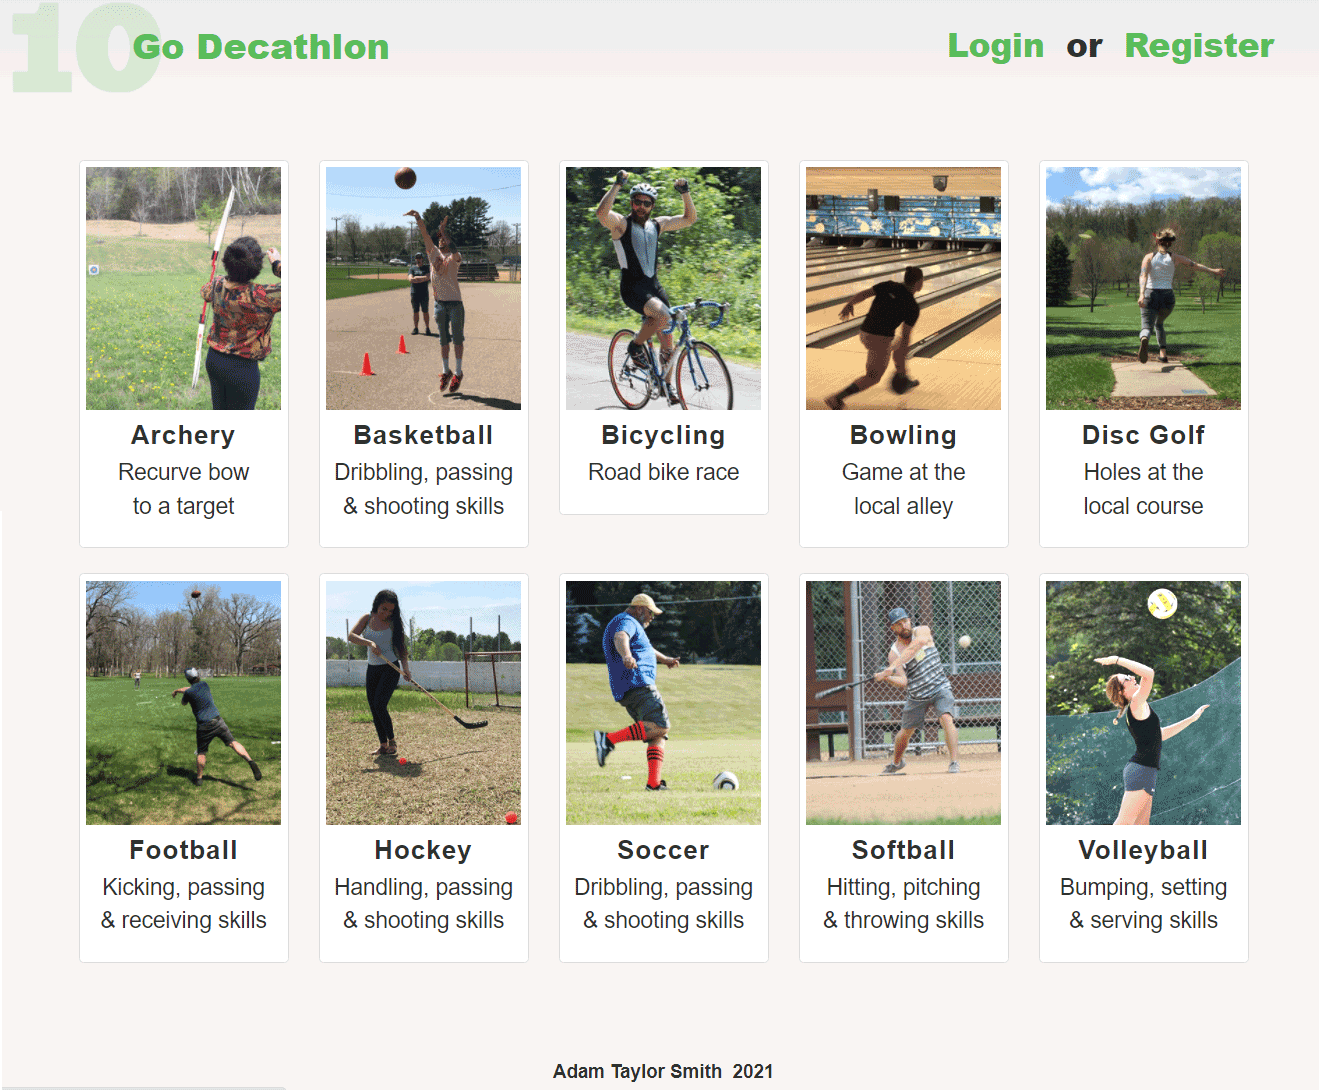 10
Go Decathlon
Login or Register
Archery
Recurve bow
to a target
Basketball
Dribbling, passing
& shooting skills
Bicycling
Road bike race
Bowling
Game at the
local alley
Disc Golf
Holes at the
local course
Football
Kicking, passing
& receiving skills
Hockey
Handling, passing
& shooting skills
Soccer
Dribbling, passing
& shooting skills
Softball
Hitting, pitching
& throwing skills
Volleyball
Bumping, setting
& serving skills
Adam Taylor Smith 2021